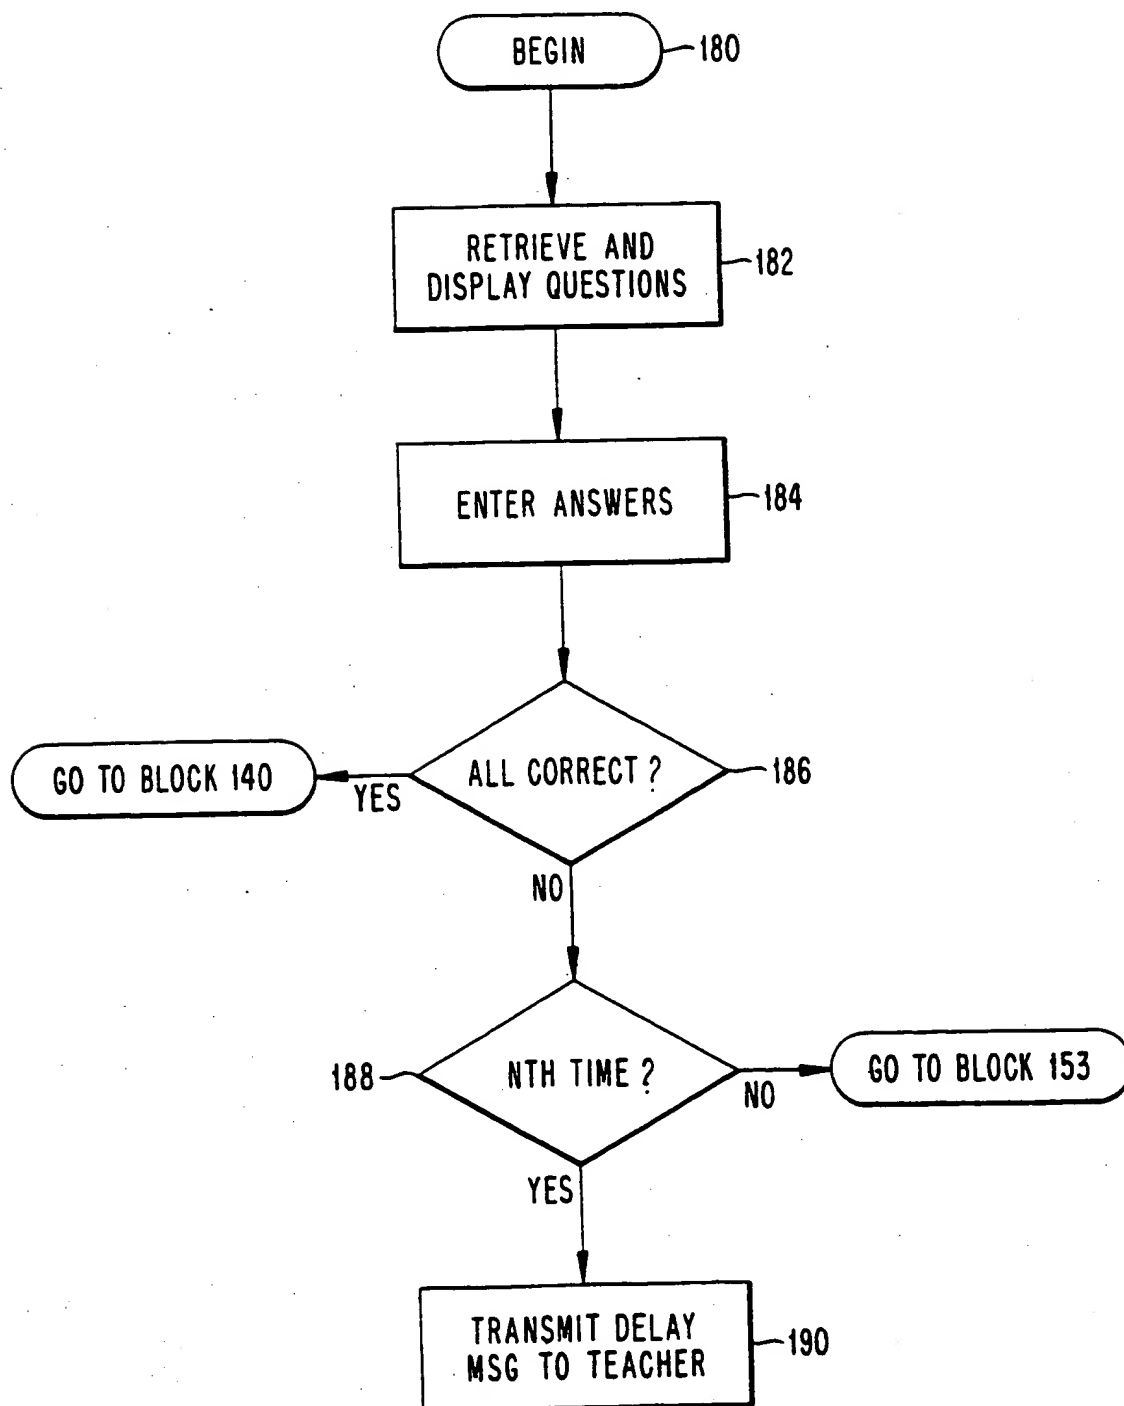 BEGIN
180
RETRIEVE AND
DISPLAY QUESTIONS
182
ENTER ANSWERS
184
ALL CORRECT ?
186
YES
GO TO BLOCK 140
NO
NTH TIME ?
188
NO
GO TO BLOCK 153
YES
TRANSMIT DELAY
MSG TO TEACHER
190